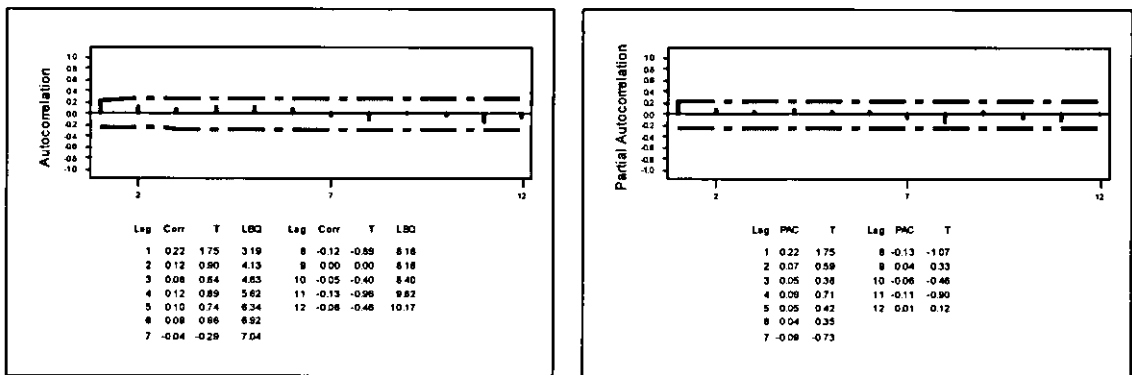 Autocorrelation
1.0
0.8
0.6
0.4
0.2
0.0
-0.2
-0.4
-0.6
-0.8
-1.0
2 7 12
Lag Corr T LBQ Lag Corr T LBQ
1 0.22 1.75 3.19 8 -0.12 -0.89 8.16
2 0.12 0.90 4.13 9 0.00 0.00 8.16
3 0.08 0.64 4.63 10 -0.05 -0.40 8.40
4 0.12 0.89 5.62 11 -0.13 -0.96 9.82
5 0.10 0.74 6.34 12 -0.06 -0.46 10.17
6 0.09 0.66 6.92
7 -0.04 -0.29 7.04
Partial Autocorrelation
1.0
0.8
0.6
0.4
0.2
0.0
-0.2
-0.4
-0.6
-0.8
-1.0
2 7 12
Lag PAC T Lag PAC T
1 0.22 1.75 8 -0.13 -1.07
2 0.07 0.59 9 0.04 0.33
3 0.05 0.36 10 -0.06 -0.46
4 0.09 0.71 11 -0.11 -0.90
5 0.05 0.42 12 0.01 0.12
6 0.04 0.35
7 -0.09 -0.73